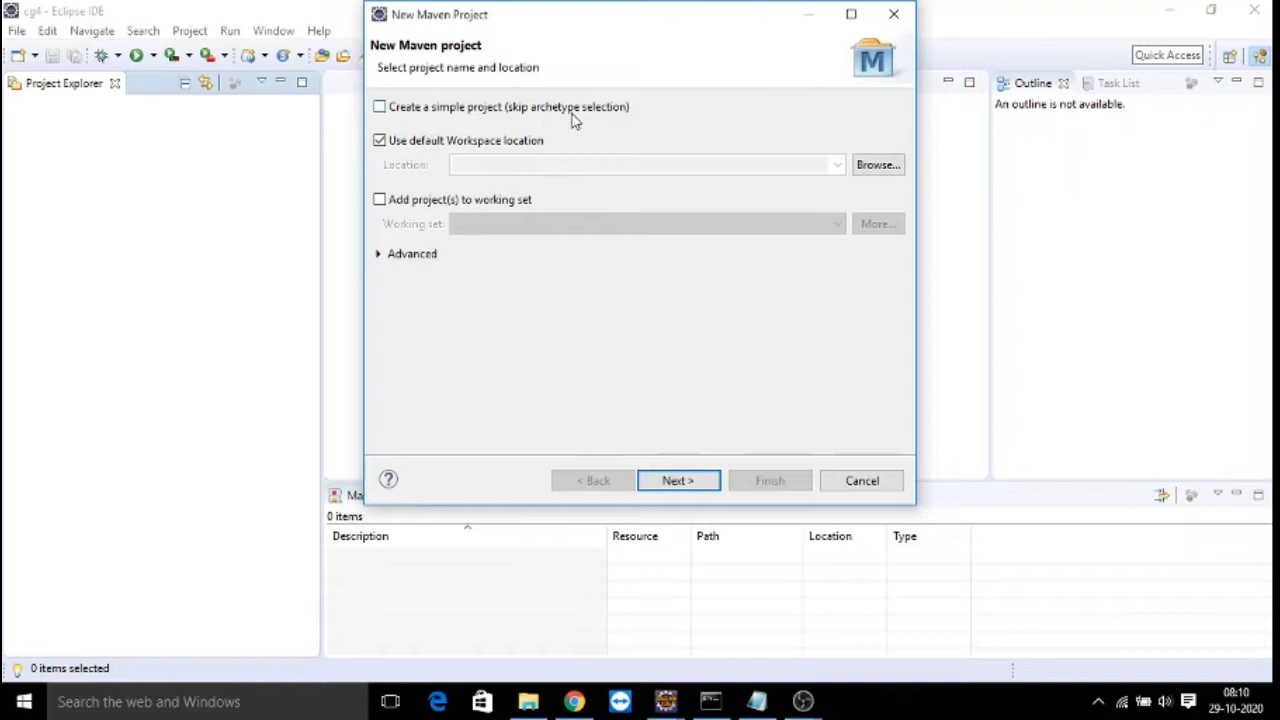 cg4 - Eclipse IDE
File Edit Navigate Search Project Run Window Help
Quick Access
Project Explorer
New Maven Project
New Maven project
Select project name and location
M
Create a simple project (skip archetype selection)
Use default Workspace location
Location:
Browse...
Add project(s) to working set
Working set:
More...
Advanced
?
< Back
Next >
Finish
Cancel
Outline
Task List
An outline is not available.
Ma
0 items
Description Resource Path Location Type
0 items selected
Search the web and Windows
08:10
29-10-2020